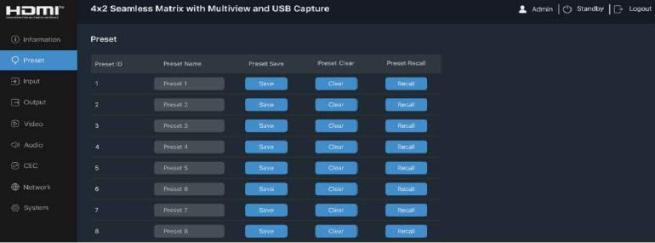 HDMI
4x2 Seamless Matrix with Multiview and USB Capture
Admin
Standby
Logout
Information
Preset
Input
Output
Video
Audio
CEC
Network
System
Preset
Preset ID Preset Name Preset Save Preset Clear Preset Recall
1 Preset 1 Save Clear Recall
2 Preset 2 Save Clear Recall
3 Preset 3 Save Clear Recall
4 Preset 4 Save Clear Recall
5 Preset 5 Save Clear Recall
6 Preset 6 Save Clear Recall
7 Preset 7 Save Clear Recall
8 Preset 8 Save Clear Recall